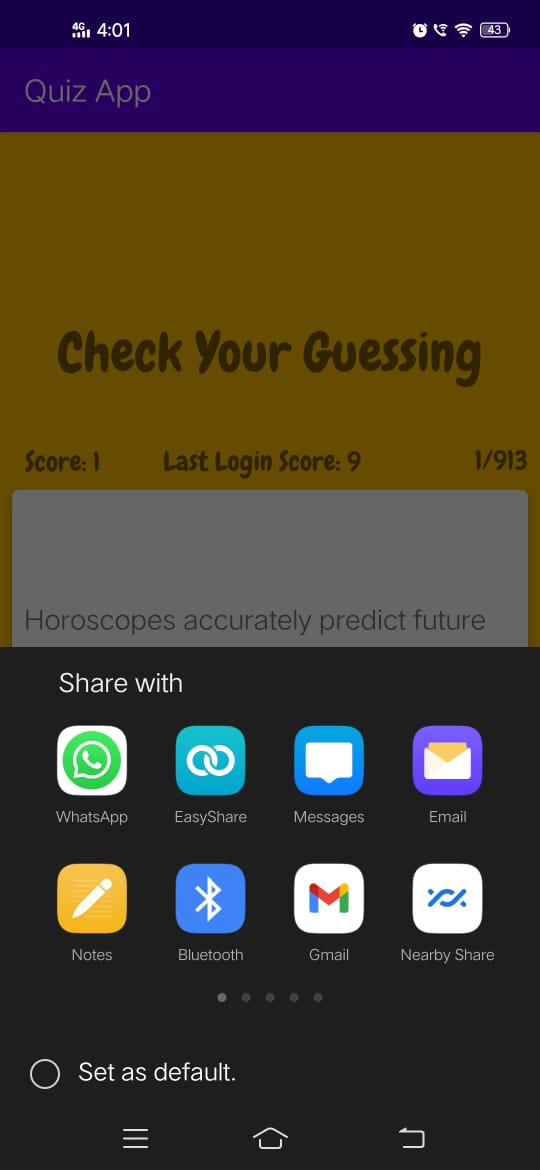 4G 4:01 43
Quiz App
Check Your Guessing
Score: 1 Last Login Score: 9 1/913
Horoscopes accurately predict future
Share with
WhatsApp EasyShare Messages Email
Notes Bluetooth Gmail Nearby Share
Set as default.